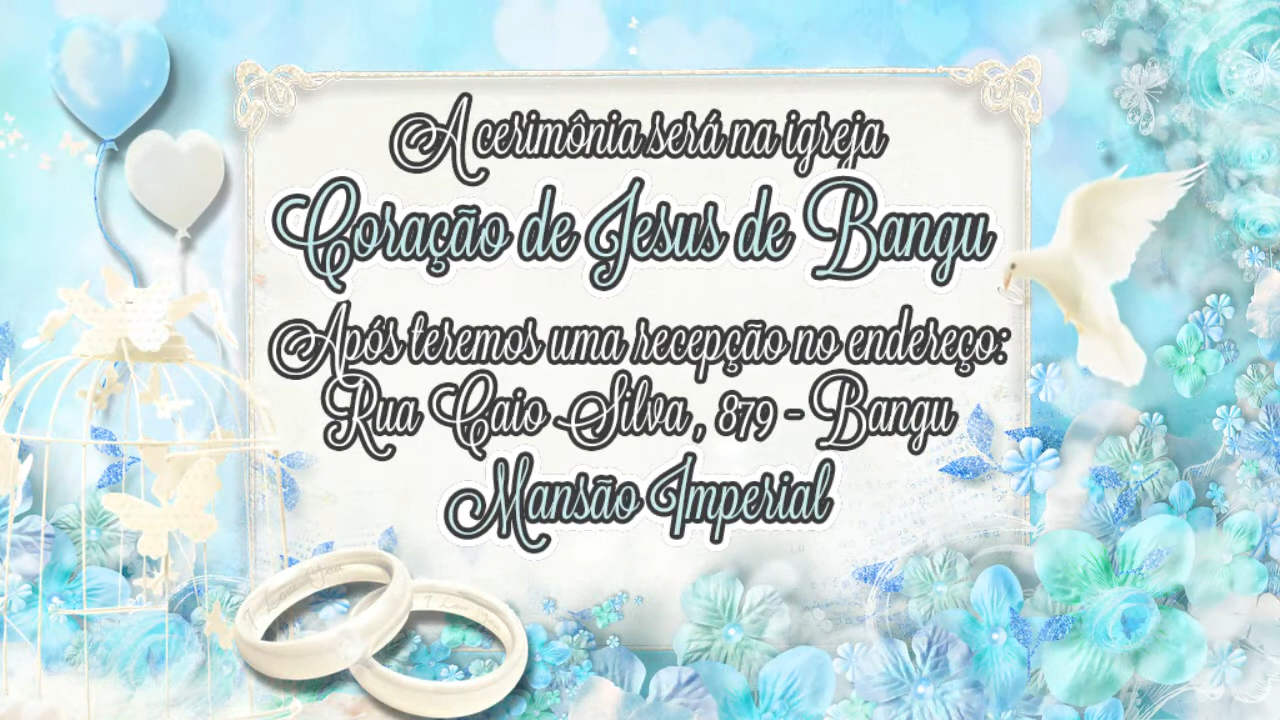 A cerimônia será na igreja
Coração de Jesus de Bangu
Após teremos uma recepção no endereço:
Rua Caio Silva , 879 - Bangu
Mansão Imperial